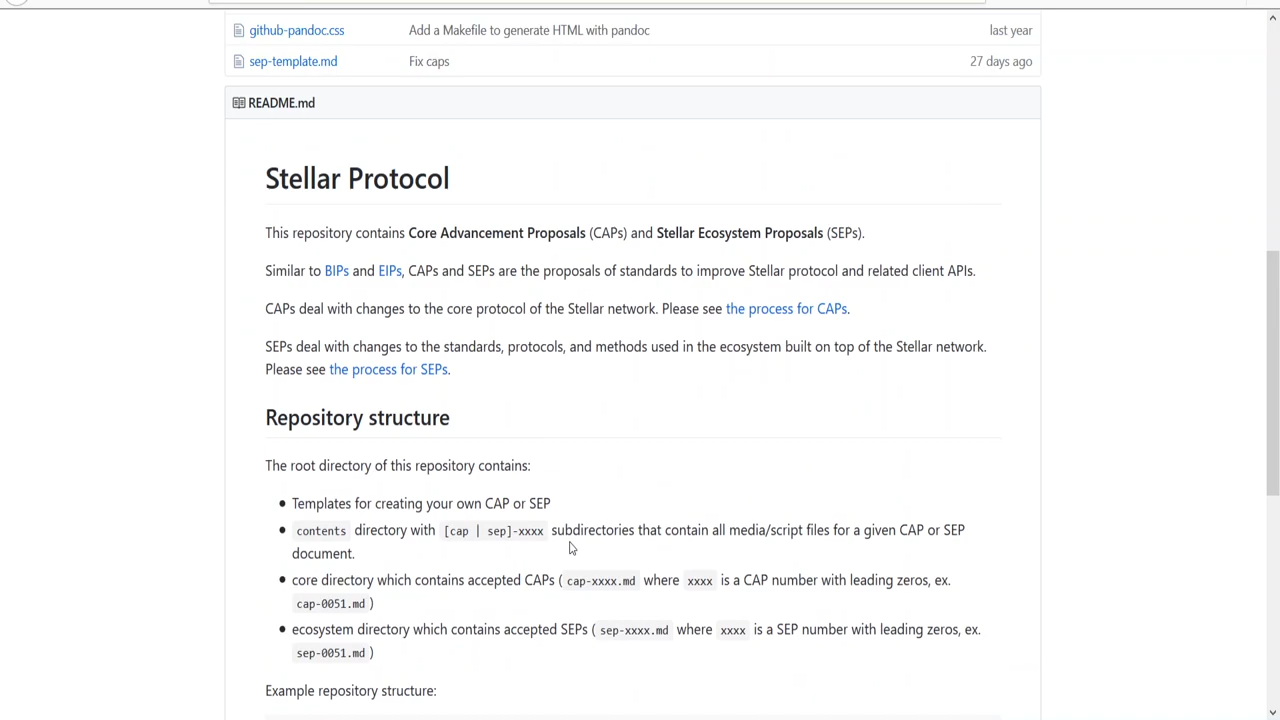 github-pandoc.css Add a Makefile to generate HTML with pandoc last year
sep-template.md Fix caps 27 days ago
README.md
Stellar Protocol
This repository contains Core Advancement Proposals (CAPs) and Stellar Ecosystem Proposals (SEPs).
Similar to BIPs and EIPs, CAPs and SEPs are the proposals of standards to improve Stellar protocol and related client APIs.
CAPs deal with changes to the core protocol of the Stellar network. Please see the process for CAPs.
SEPs deal with changes to the standards, protocols, and methods used in the ecosystem built on top of the Stellar network.
Please see the process for SEPs.
Repository structure
The root directory of this repository contains:
• Templates for creating your own CAP or SEP
• contents directory with [cap | sep]-xxxx subdirectories that contain all media/script files for a given CAP or SEP
document.
• core directory which contains accepted CAPs ( cap-xxxx.md where xxxx is a CAP number with leading zeros, ex.
cap-0051.md )
• ecosystem directory which contains accepted SEPs ( sep-xxxx.md where xxxx is a SEP number with leading zeros, ex.
sep-0051.md )
Example repository structure: